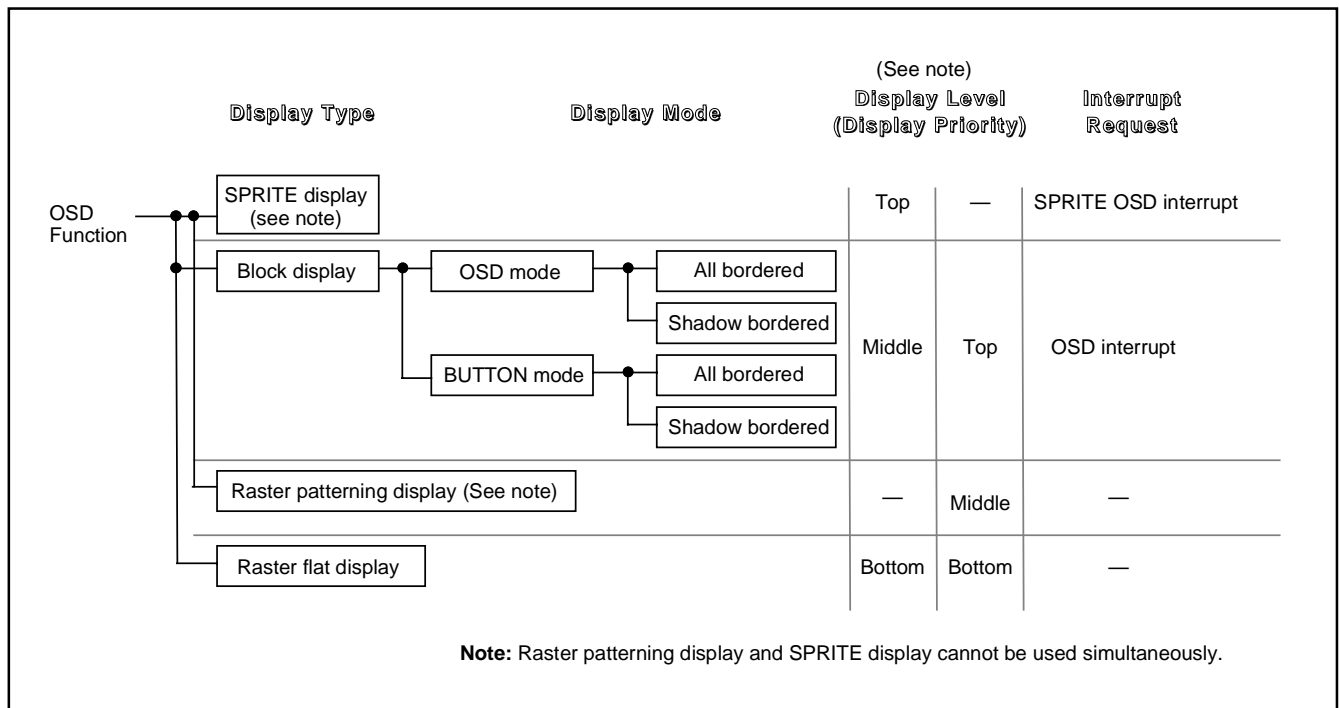 (See note)
Display Type Display Mode Display Level Interrupt
(Display Priority) Request
OSD
Function
SPRITE display
(see note)
Top — SPRITE OSD interrupt
Block display OSD mode All bordered
Shadow bordered
Middle Top OSD interrupt
BUTTON mode All bordered
Shadow bordered
Raster patterning display (See note) — Middle —
Raster flat display Bottom Bottom —
Note: Raster patterning display and SPRITE display cannot be used simultaneously.